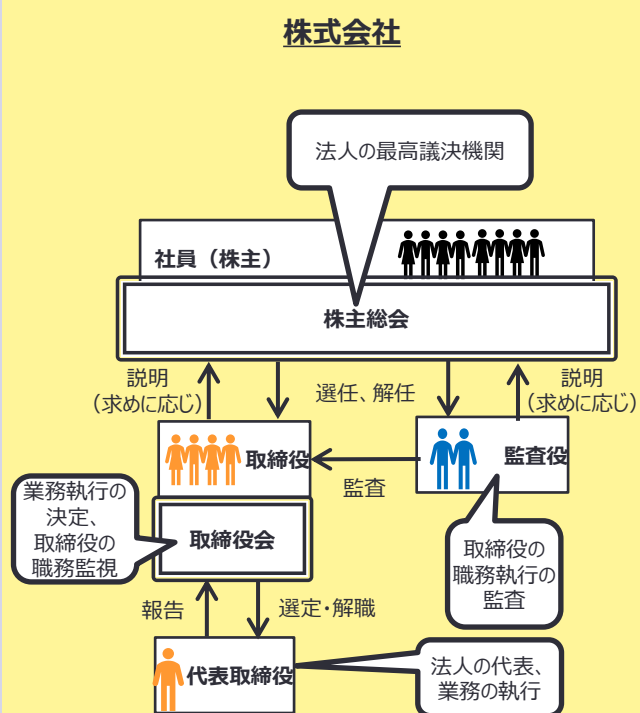 株式会社
法人の最高議決機関
社員（株主）
株主総会
説明
（求めに応じ）
選任、解任
説明
（求めに応じ）
取締役
監査役
監査
業務執行の
決定、
取締役の
職務監視
取締役会
取締役の
職務執行の
監査
報告
選定・解職
代表取締役
法人の代表、
業務の執行